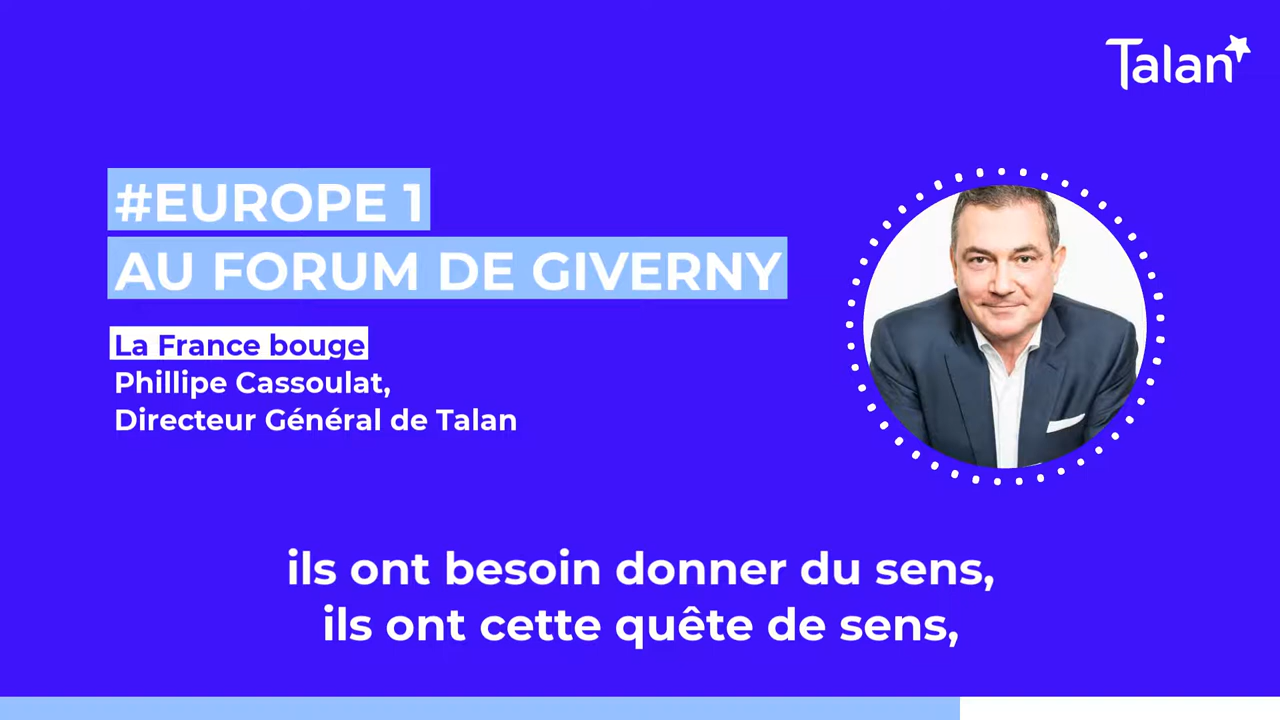 Talan
#EUROPE 1
AU FORUM DE GIVERNY
La France bouge
Phillipe Cassoulat,
Directeur Général de Talan
ils ont besoin donner du sens,
ils ont cette quête de sens,